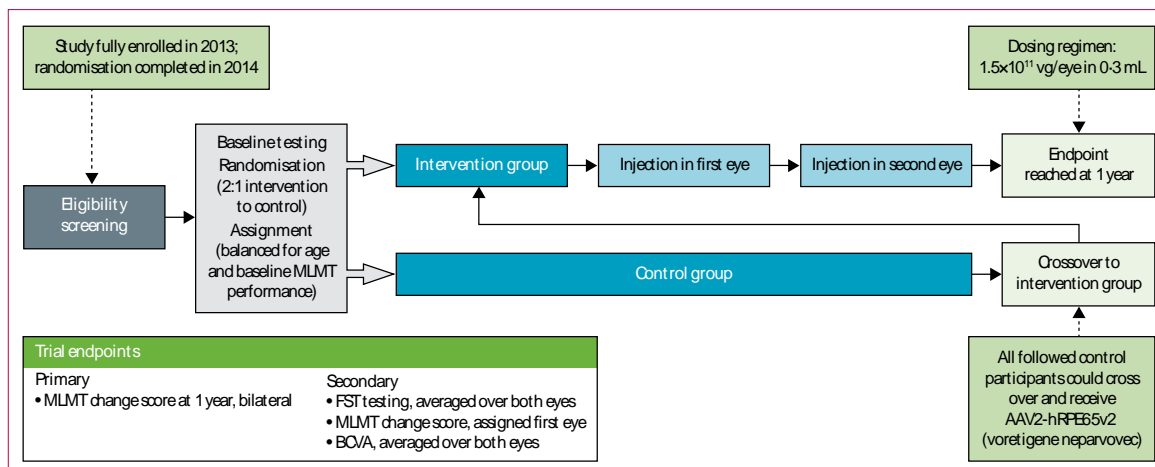 Study fully enrolled in 2013;
randomisation completed in 2014
Dosing regimen:
1.5×10¹¹ vg/eye in 0·3 mL
Eligibility
screening
Baseline testing
Randomisation
(2:1 intervention
to control)
Assignment
(balanced for age
and baseline MLMT
performance)
Intervention group
Injection in first eye
Injection in second eye
Endpoint
reached at 1 year
Control group
Crossover to
intervention group
All followed control
participants could cross
over and receive
AAV2-hRPE65v2
(voretigene neparvovec)
Trial endpoints
Primary
• MLMT change score at 1 year, bilateral
Secondary
• FST testing, averaged over both eyes
• MLMT change score, assigned first eye
• BCVA, averaged over both eyes